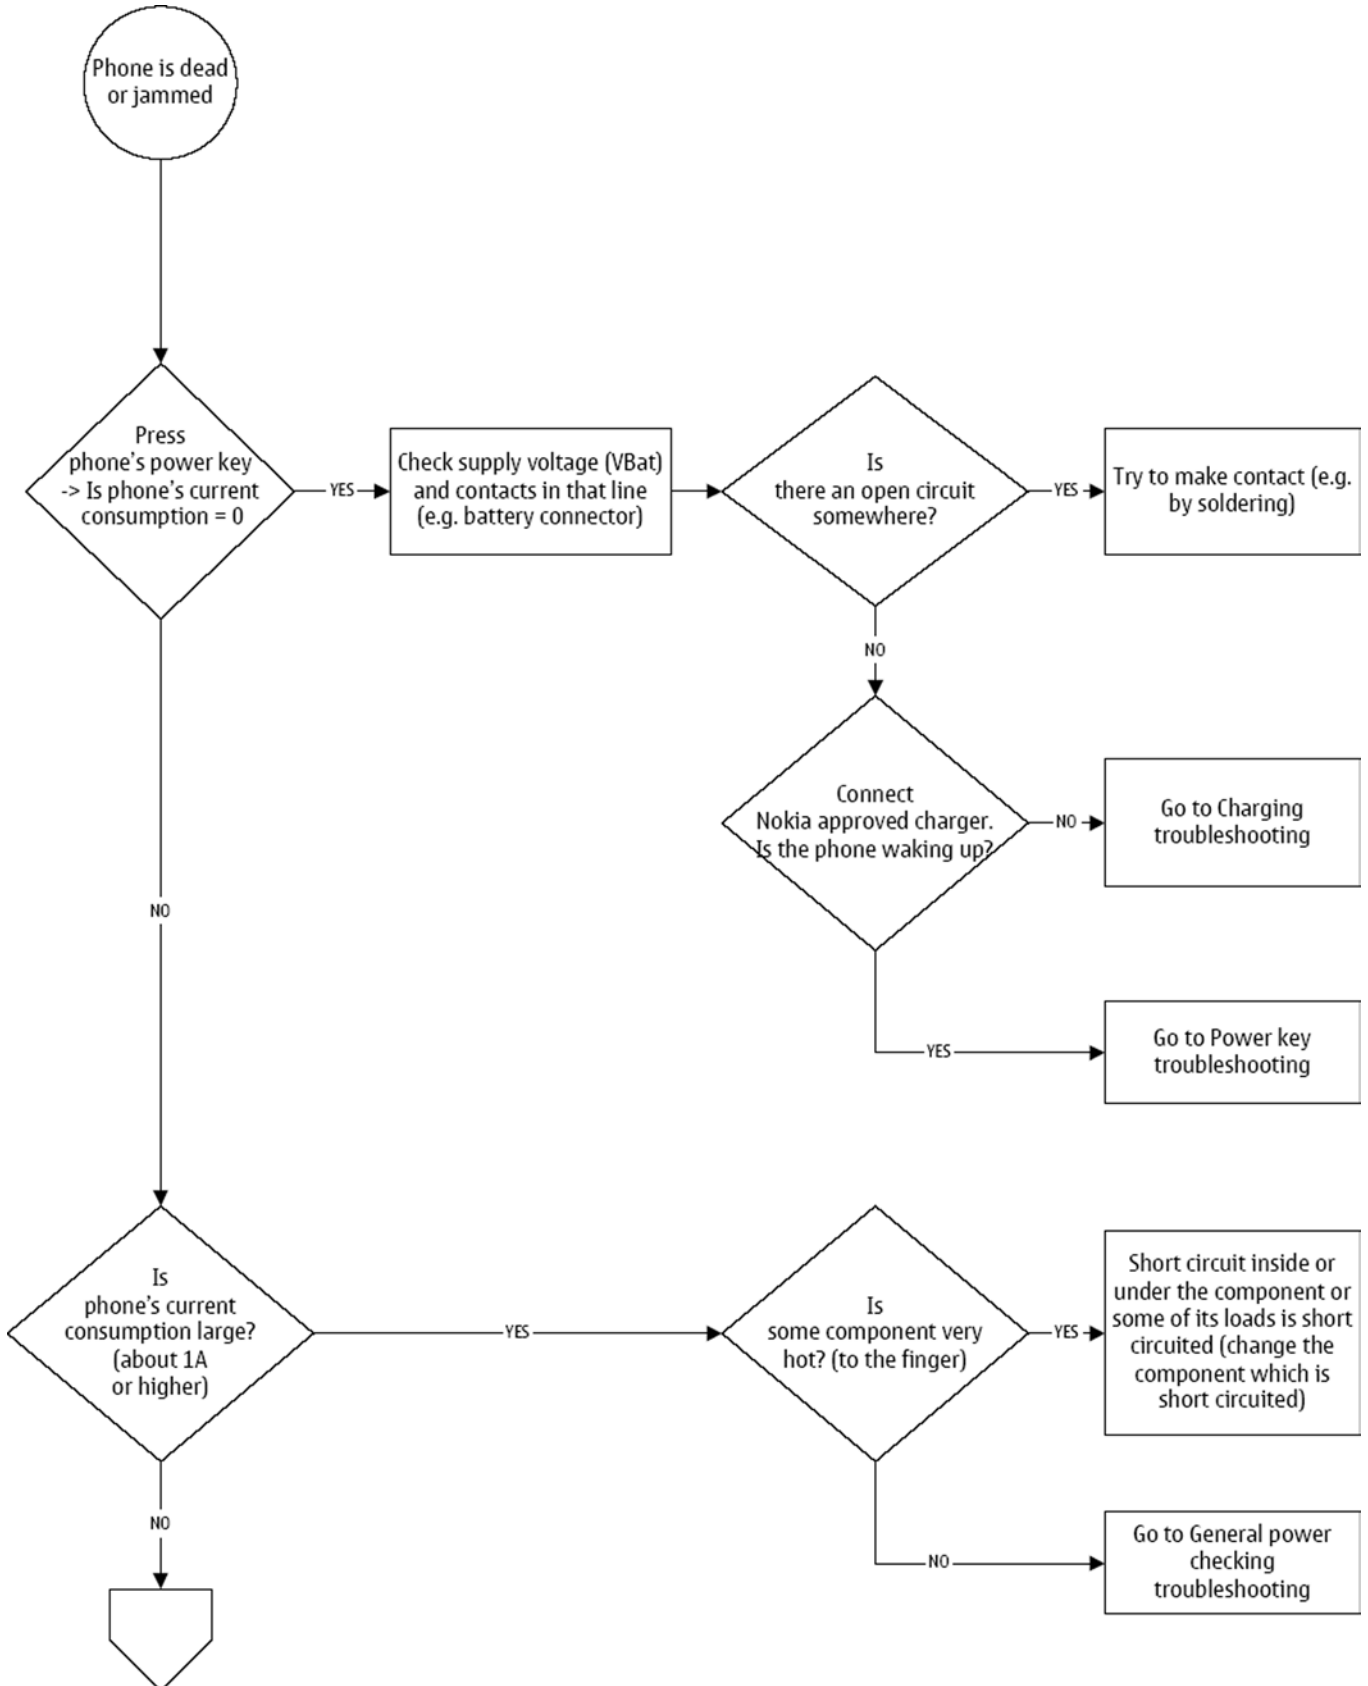 Phone is dead
or jammed
Press
phone's power key
-> Is phone's current
consumption = 0
YES
Check supply voltage (VBat)
and contacts in that line
(e.g. battery connector)
Is
there an open circuit
somewhere?
YES
Try to make contact (e.g.
by soldering)
NO
Connect
Nokia approved charger.
Is the phone waking up?
NO
Go to Charging
troubleshooting
NO
YES
Go to Power key
troubleshooting
Is
phone's current
consumption large?
(about 1A
or higher)
YES
Is
some component very
hot? (to the finger)
YES
Short circuit inside or
under the component or
some of its loads is short
circuited (change the
component which is
short circuited)
NO
NO
Go to General power
checking
troubleshooting